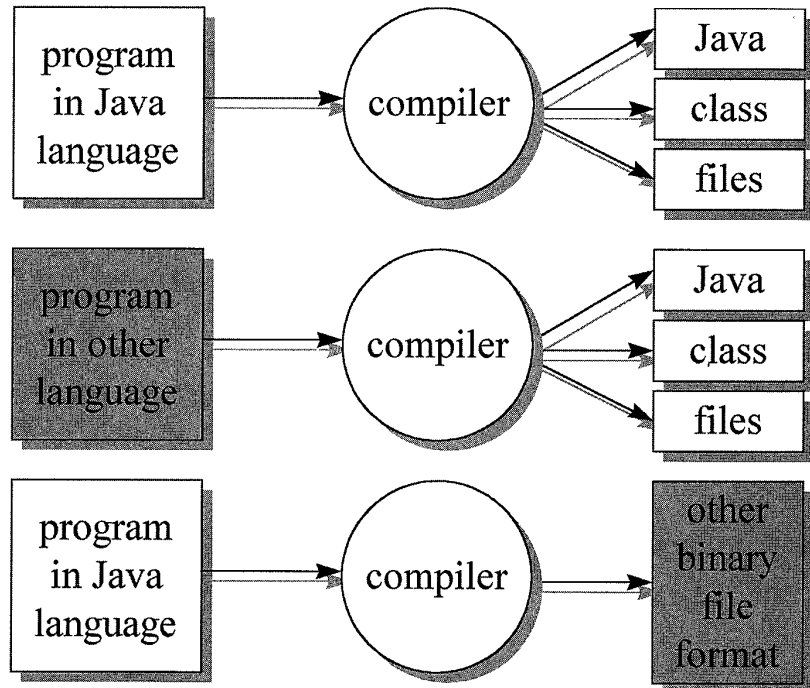 program
in Java
language
compiler
Java
class
files
program
in other
language
compiler
Java
class
files
program
in Java
language
compiler
other
binary
file
format